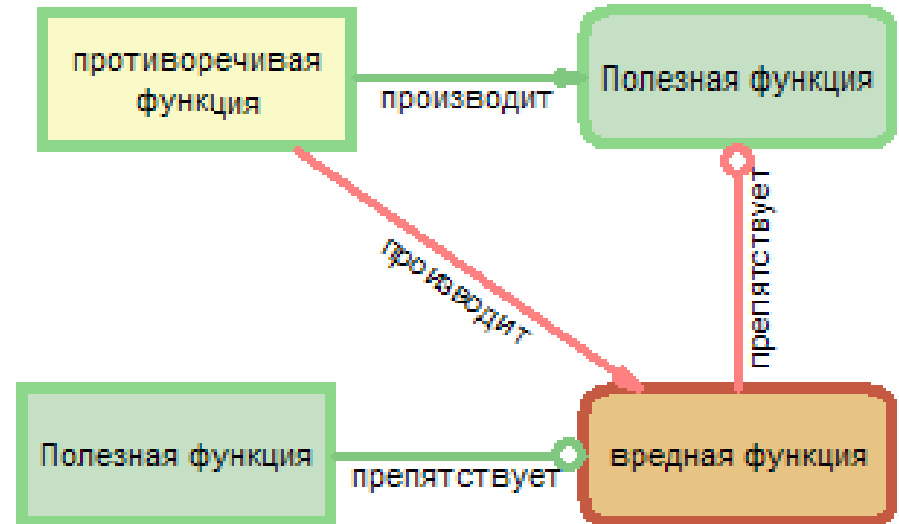 противоречивая
функция
производит
Полезная функция
производит
препятствует
Полезная функция
препятствует
вредная функция